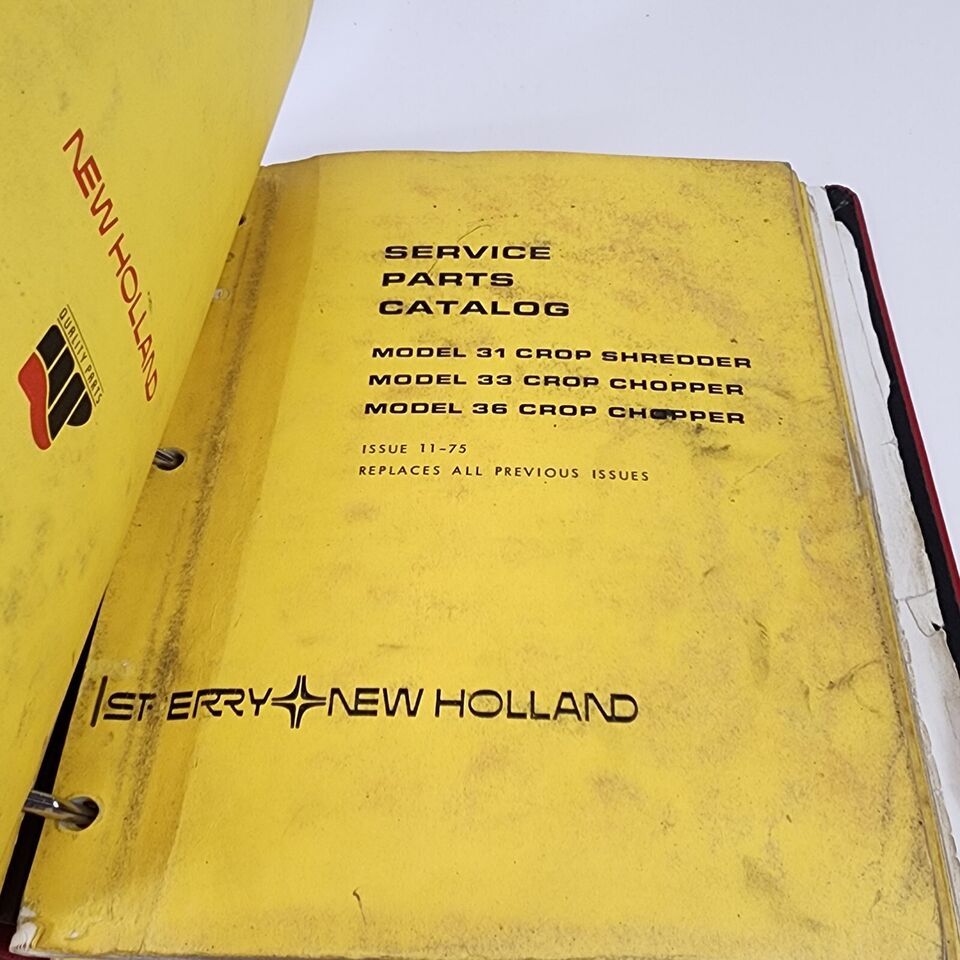 NEW HOLLAND
QUALITY PARTS
SERVICE
PARTS
CATALOG
MODEL 31 CROP SHREDDER
MODEL 33 CROP CHOPPER
MODEL 36 CROP CHOPPER
ISSUE 11-75
REPLACES ALL PREVIOUS ISSUES
SPERRY NEW HOLLAND